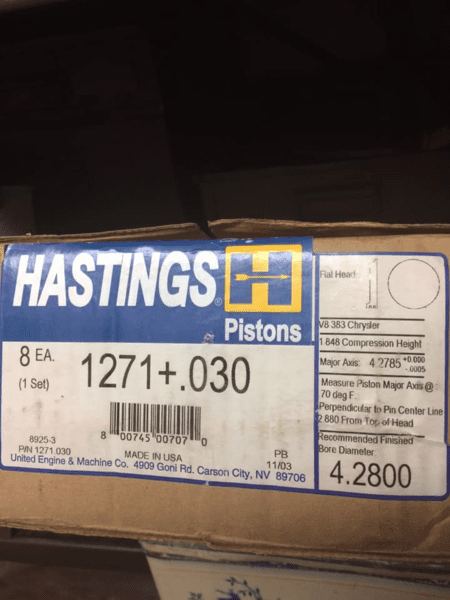 HASTINGS
Pistons
8 EA.
(1 Set)
1271+.030
8 00745 00707 0
8925-3
P/N 1271.030
MADE IN USA
PB
11/03
United Engine & Machine Co. 4909 Goni Rd. Carson City, NV 89706
Flat Head
V8 383 Chrysler
1.848 Compression Height
Major Axis: 4.2785 +0.000
-.0005
Measure Piston Major Axis @
70 deg F.
Perpendicular to Pin Center Line
2.880 From Top of Head
Recommended Finished
Bore Diameter
4.2800